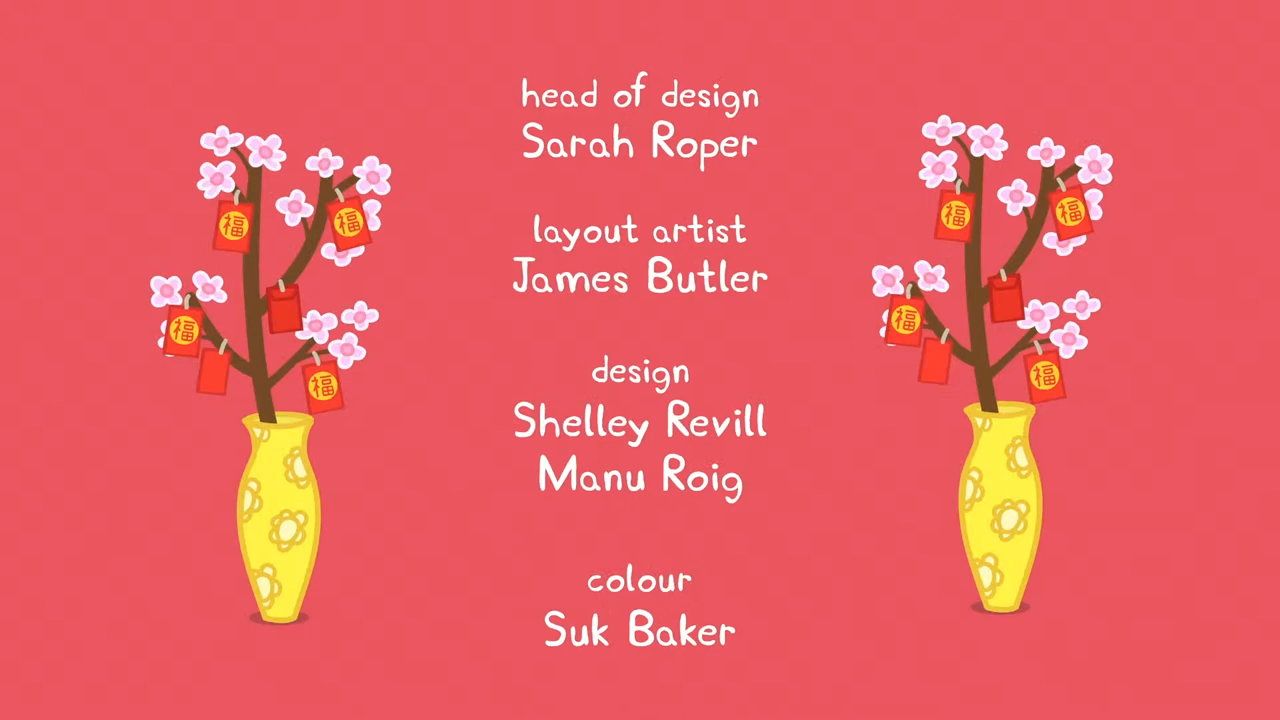 head of design
Sarah Roper
layout artist
James Butler
design
Shelley Revill
Manu Roig
colour
Suk Baker
福
福
福
福
福
福
福
福